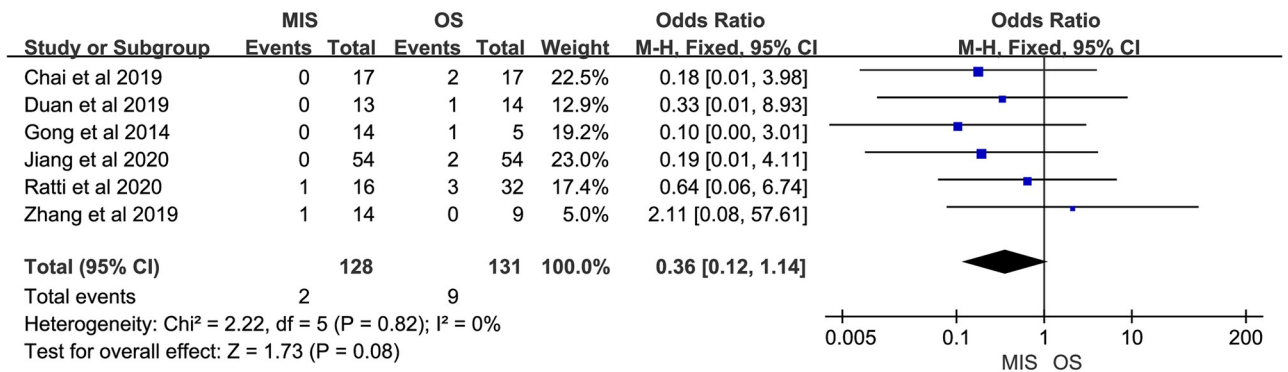 MIS OS Odds Ratio Odds Ratio
Study or Subgroup Events Total Events Total Weight M-H, Fixed, 95% CI M-H, Fixed, 95% CI
Chai et al 2019 0 17 2 17 22.5% 0.18 [0.01, 3.98]
Duan et al 2019 0 13 1 14 12.9% 0.33 [0.01, 8.93]
Gong et al 2014 0 14 1 5 19.2% 0.10 [0.00, 3.01]
Jiang et al 2020 0 54 2 54 23.0% 0.19 [0.01, 4.11]
Ratti et al 2020 1 16 3 32 17.4% 0.64 [0.06, 6.74]
Zhang et al 2019 1 14 0 9 5.0% 2.11 [0.08, 57.61]
Total (95% CI) 128 131 100.0% 0.36 [0.12, 1.14]
Total events 2 9
Heterogeneity: Chi² = 2.22, df = 5 (P = 0.82); I² = 0%
Test for overall effect: Z = 1.73 (P = 0.08)
0.005 0.1 1 10 200
MIS OS